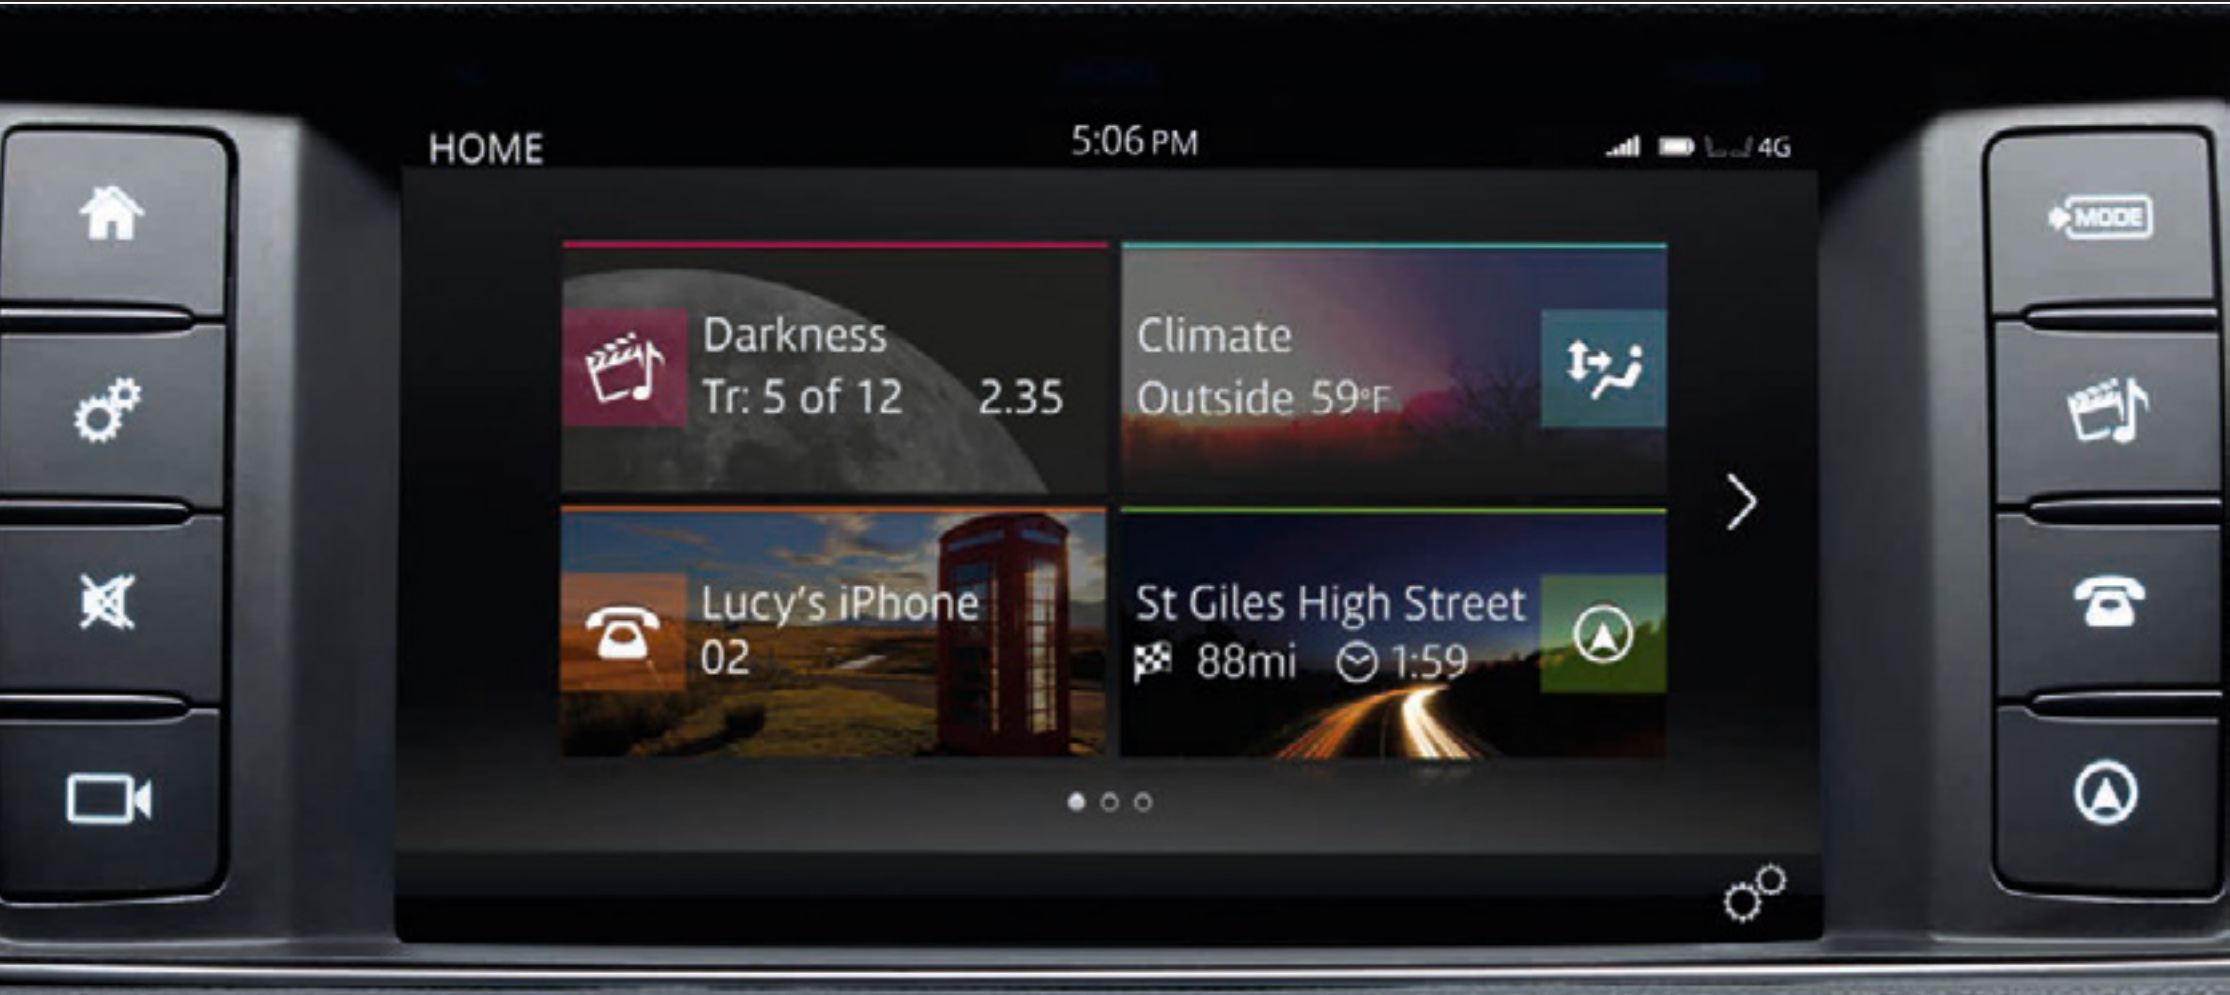 HOME
5:06 PM
4G
MODE
Darkness
Tr: 5 of 12 2.35
Climate
Outside 59°F
Lucy's iPhone
02
St Giles High Street
88mi 1:59